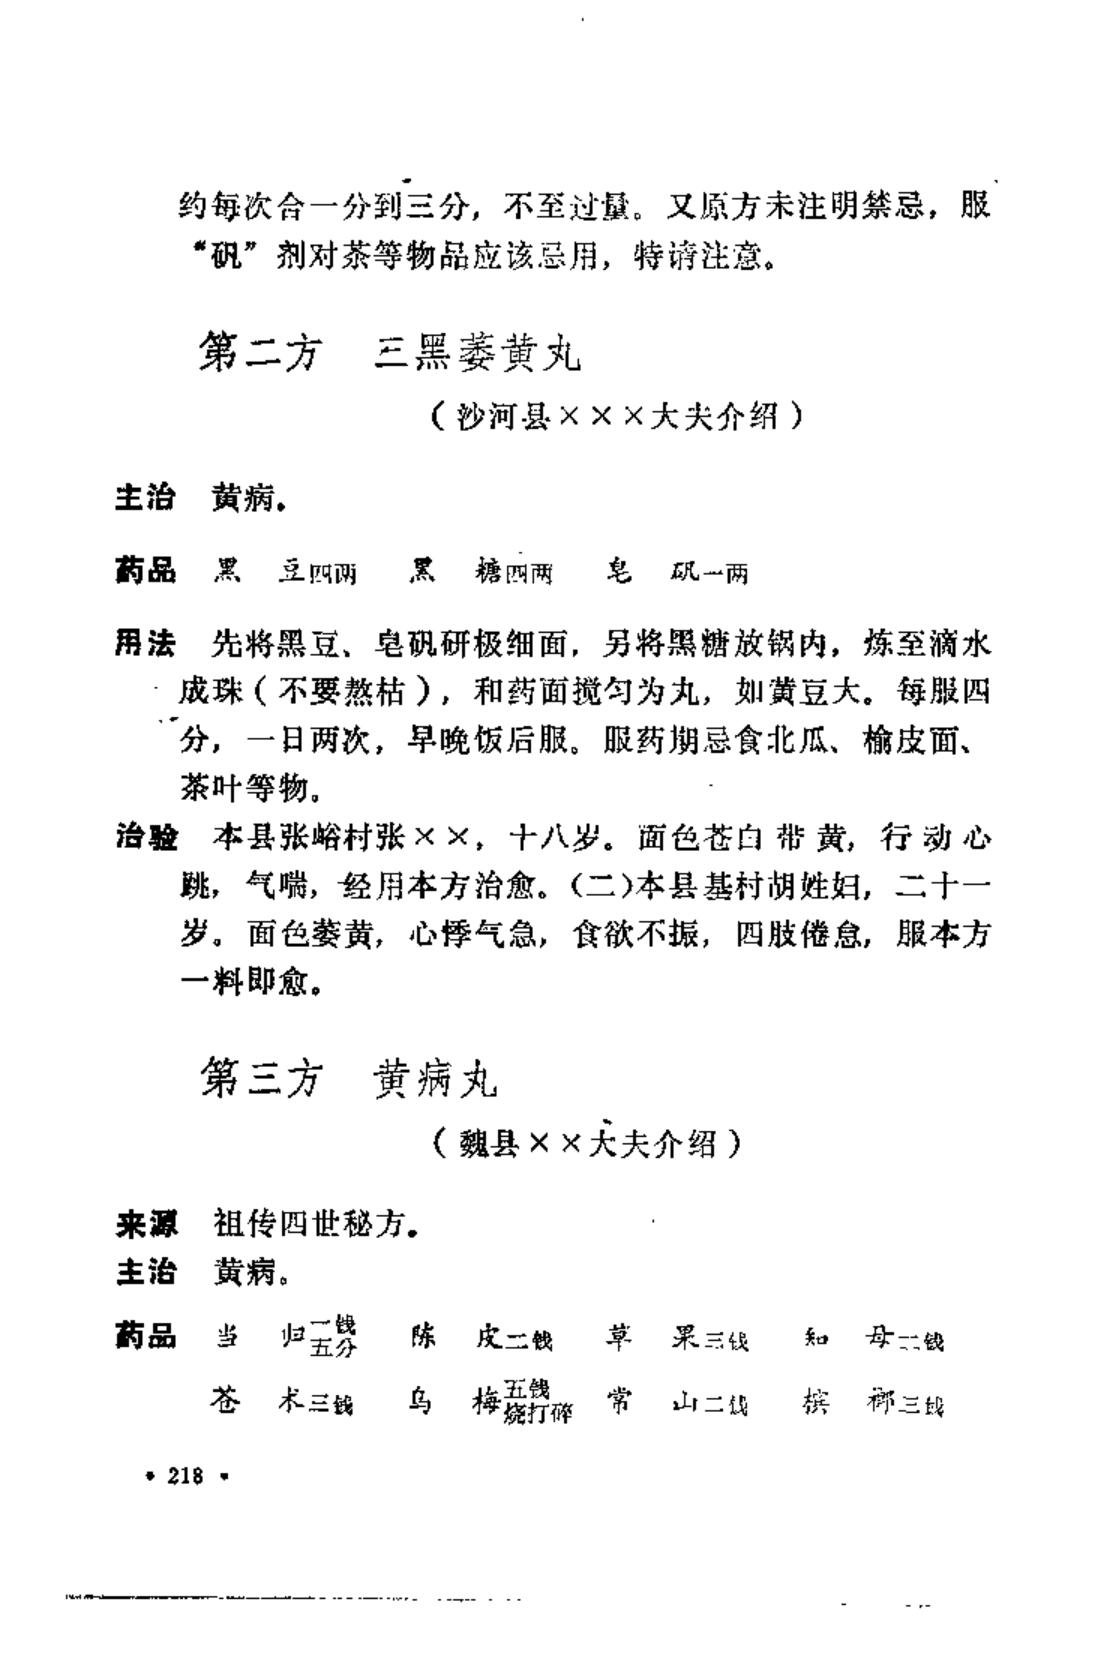 约每次合一分到三分，不至过量。又原方未注明禁忌，服
“矾”剂对茶等物品应该忌用，特请注意。
第二方　三黑萎黄丸
（沙河县×××大夫介绍）
主治　黄病。
药品　黑　豆四两　黑　糖四两　皂　矾一两
用法　先将黑豆、皂矾研极细面，另将黑糖放锅内，炼至滴水
成珠（不要熬枯），和药面搅匀为丸，如黄豆大。每服四
分，一日两次，早晚饭后服。服药期忌食北瓜、榆皮面、
茶叶等物。
治验　本县张峪村张××，十八岁。面色苍白带黄，行动心
跳，气喘，经用本方治愈。（二）本县基村胡姓妇，二十一
岁。面色萎黄，心悸气急，食欲不振，四肢倦怠，服本方
一料即愈。
第三方　黄病丸
（魏县××大夫介绍）
来源　祖传四世秘方。
主治　黄病。
药品　当　归一钱五分　陈　皮二钱　草　果三钱　知　母二钱
苍　术三钱　乌　梅五钱烧打碎　常　山二钱　槟　榔三钱
·218·